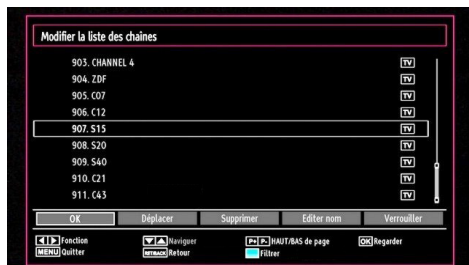 Modifier la liste des chaînes
903. CHANNEL 4 TV
904. ZDF TV
905. C07 TV
906. C12 TV
907. S15 TV
908. S20 TV
909. S40 TV
910. C21 TV
911. C43 TV
OK Déplacer Supprimer Editer nom Verrouiller
Fonction Naviguer P+ P- HAUT/BAS de page OK Regarder
MENU Quitter RET/BACK Retour Filtrer